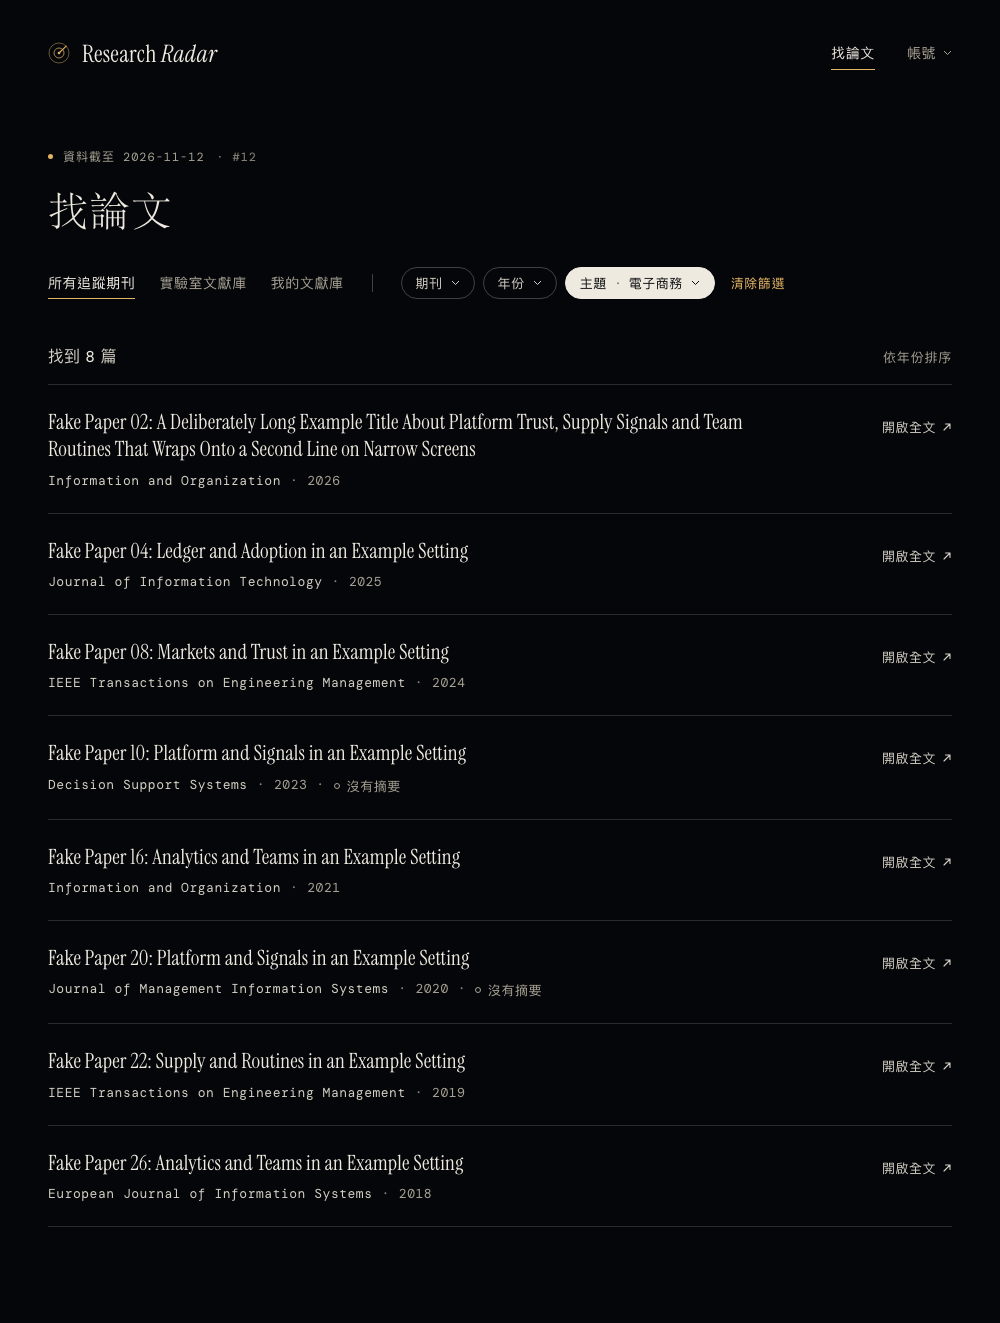 Research Radar
找論文
帳號
資料截至 2026-11-12 · #12
找論文
所有追蹤期刊 實驗室文獻庫 我的文獻庫 期刊 年份 主題 · 電子商務 清除篩選
找到 8 篇
依年份排序
Fake Paper 02: A Deliberately Long Example Title About Platform Trust, Supply Signals and Team
Routines That Wraps Onto a Second Line on Narrow Screens
開啟全文 ↗
Information and Organization · 2026
Fake Paper 04: Ledger and Adoption in an Example Setting
開啟全文 ↗
Journal of Information Technology · 2025
Fake Paper 08: Markets and Trust in an Example Setting
開啟全文 ↗
IEEE Transactions on Engineering Management · 2024
Fake Paper 10: Platform and Signals in an Example Setting
開啟全文 ↗
Decision Support Systems · 2023 · ○ 沒有摘要
Fake Paper 16: Analytics and Teams in an Example Setting
開啟全文 ↗
Information and Organization · 2021
Fake Paper 20: Platform and Signals in an Example Setting
開啟全文 ↗
Journal of Management Information Systems · 2020 · ○ 沒有摘要
Fake Paper 22: Supply and Routines in an Example Setting
開啟全文 ↗
IEEE Transactions on Engineering Management · 2019
Fake Paper 26: Analytics and Teams in an Example Setting
開啟全文 ↗
European Journal of Information Systems · 2018